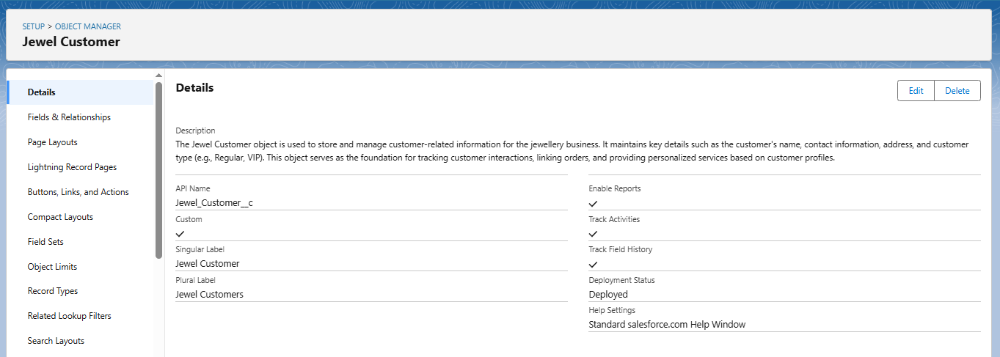 SETUP > OBJECT MANAGER
Jewel Customer
Details
Fields & Relationships
Page Layouts
Lightning Record Pages
Buttons, Links, and Actions
Compact Layouts
Field Sets
Object Limits
Record Types
Related Lookup Filters
Search Layouts
Details
Edit
Delete
Description
The Jewel Customer object is used to store and manage customer-related information for the jewellery business. It maintains key details such as the customer's name, contact information, address, and customer
type (e.g., Regular, VIP). This object serves as the foundation for tracking customer interactions, linking orders, and providing personalized services based on customer profiles.
API Name
Jewel_Customer__c
Custom
Singular Label
Jewel Customer
Plural Label
Jewel Customers
Enable Reports
Track Activities
Track Field History
Deployment Status
Deployed
Help Settings
Standard salesforce.com Help Window